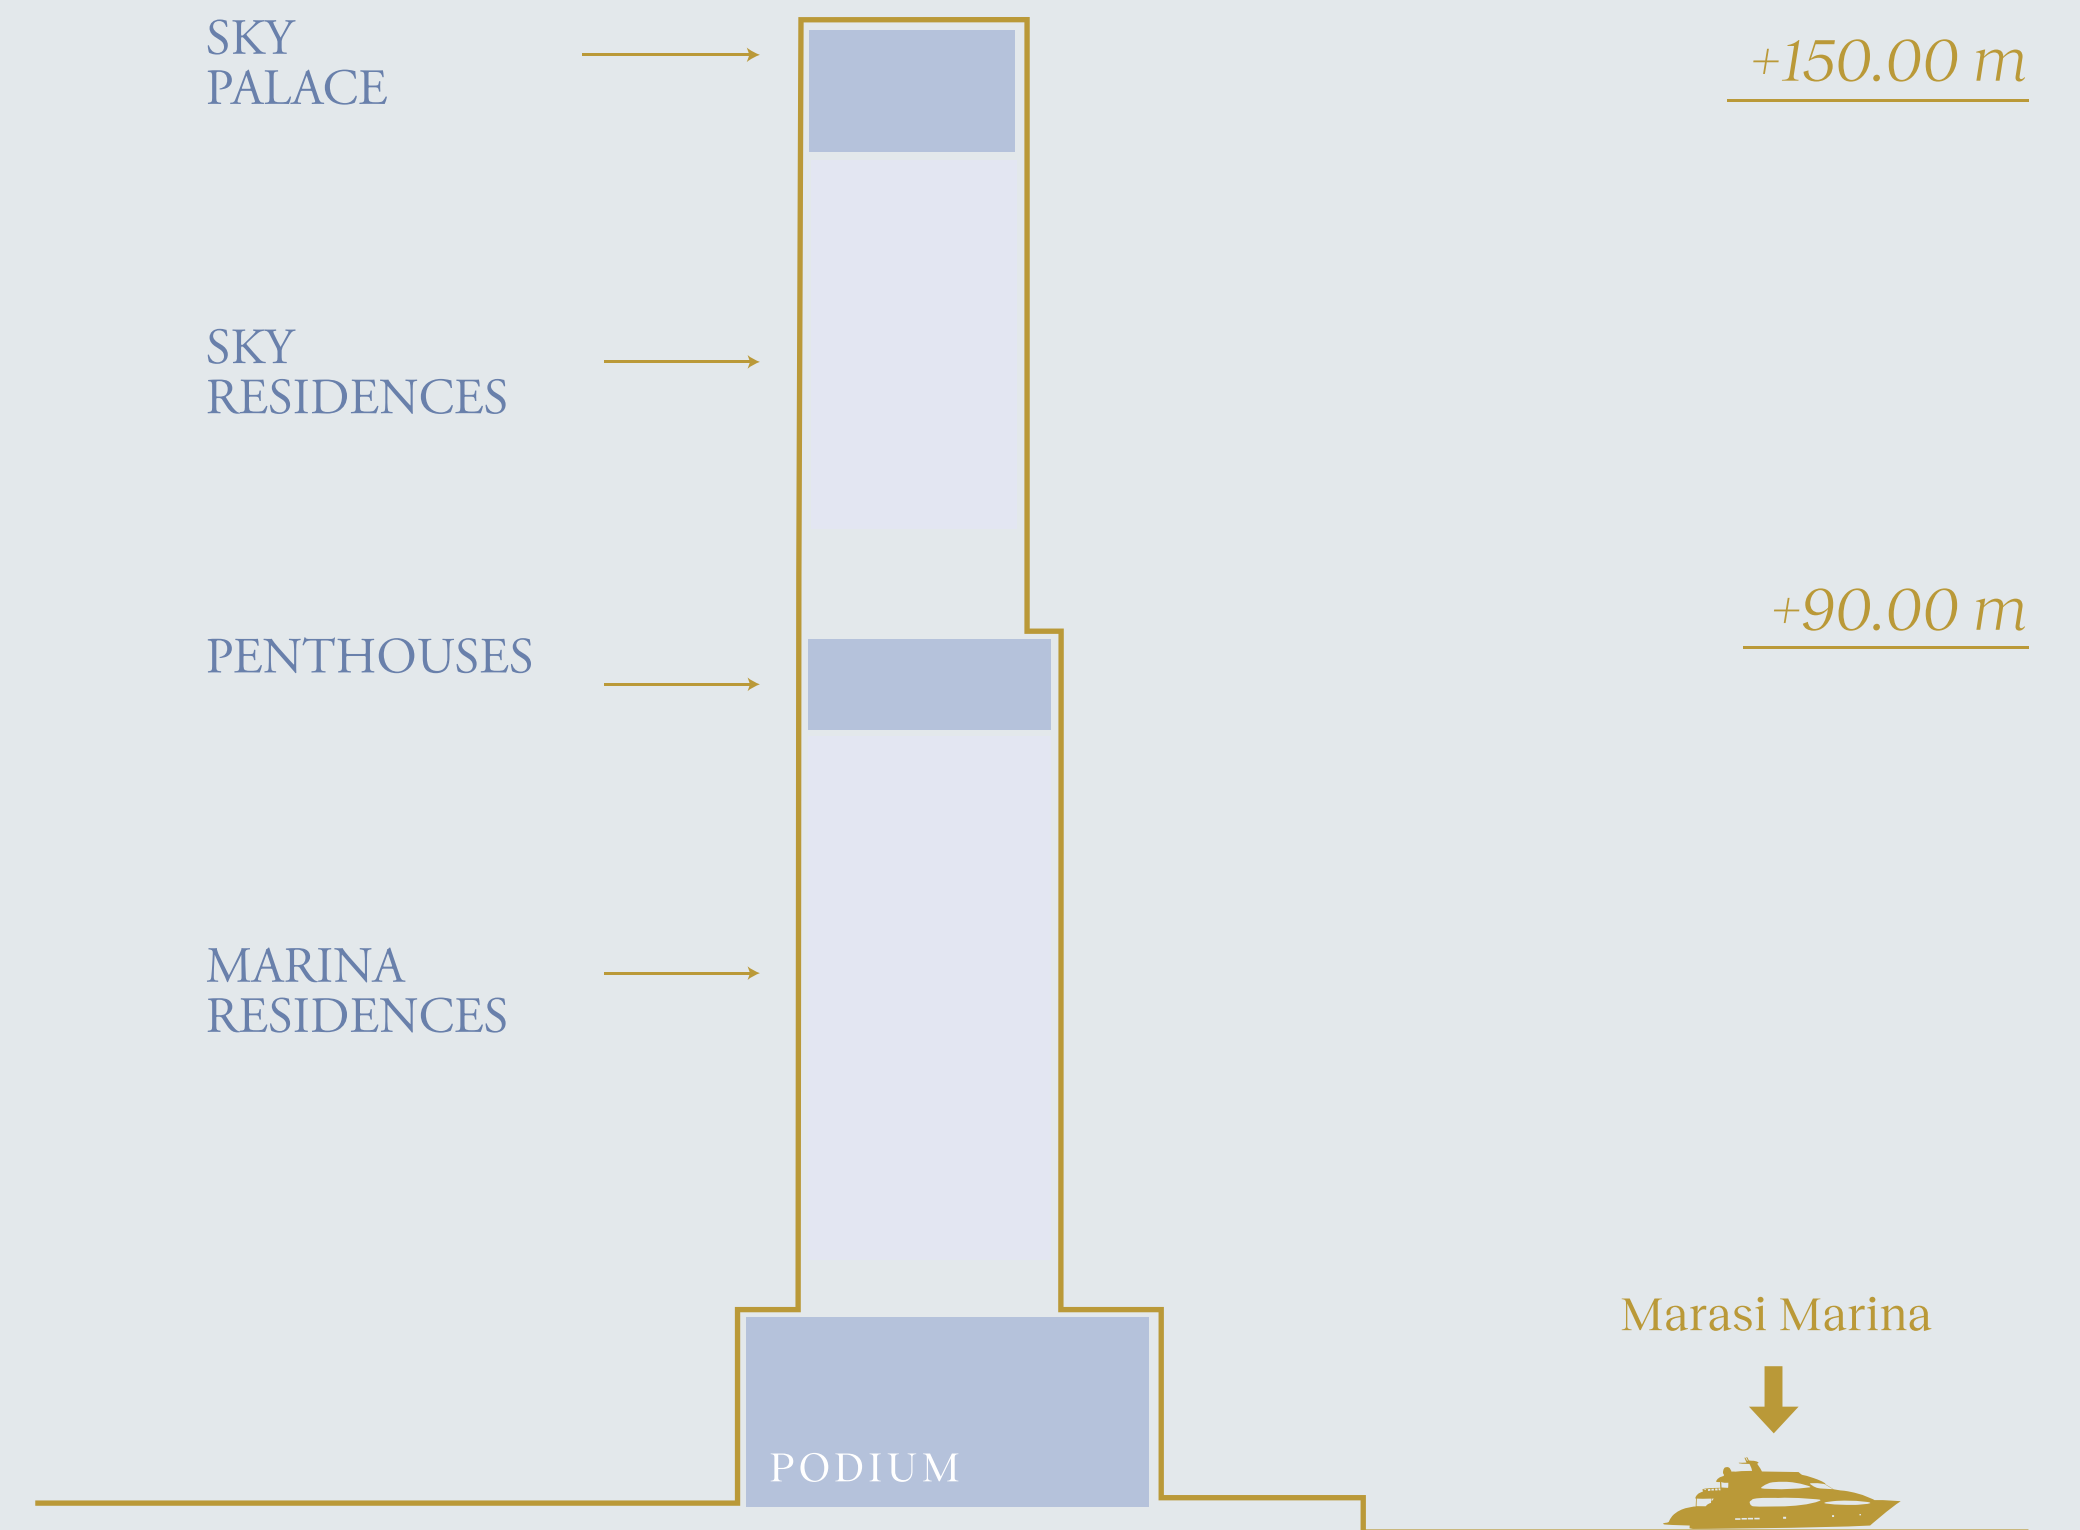 SKY
PALACE
+150.00 m
SKY
RESIDENCES
+90.00 m
PENTHOUSES
MARINA
RESIDENCES
Marasi Marina
PODIUM